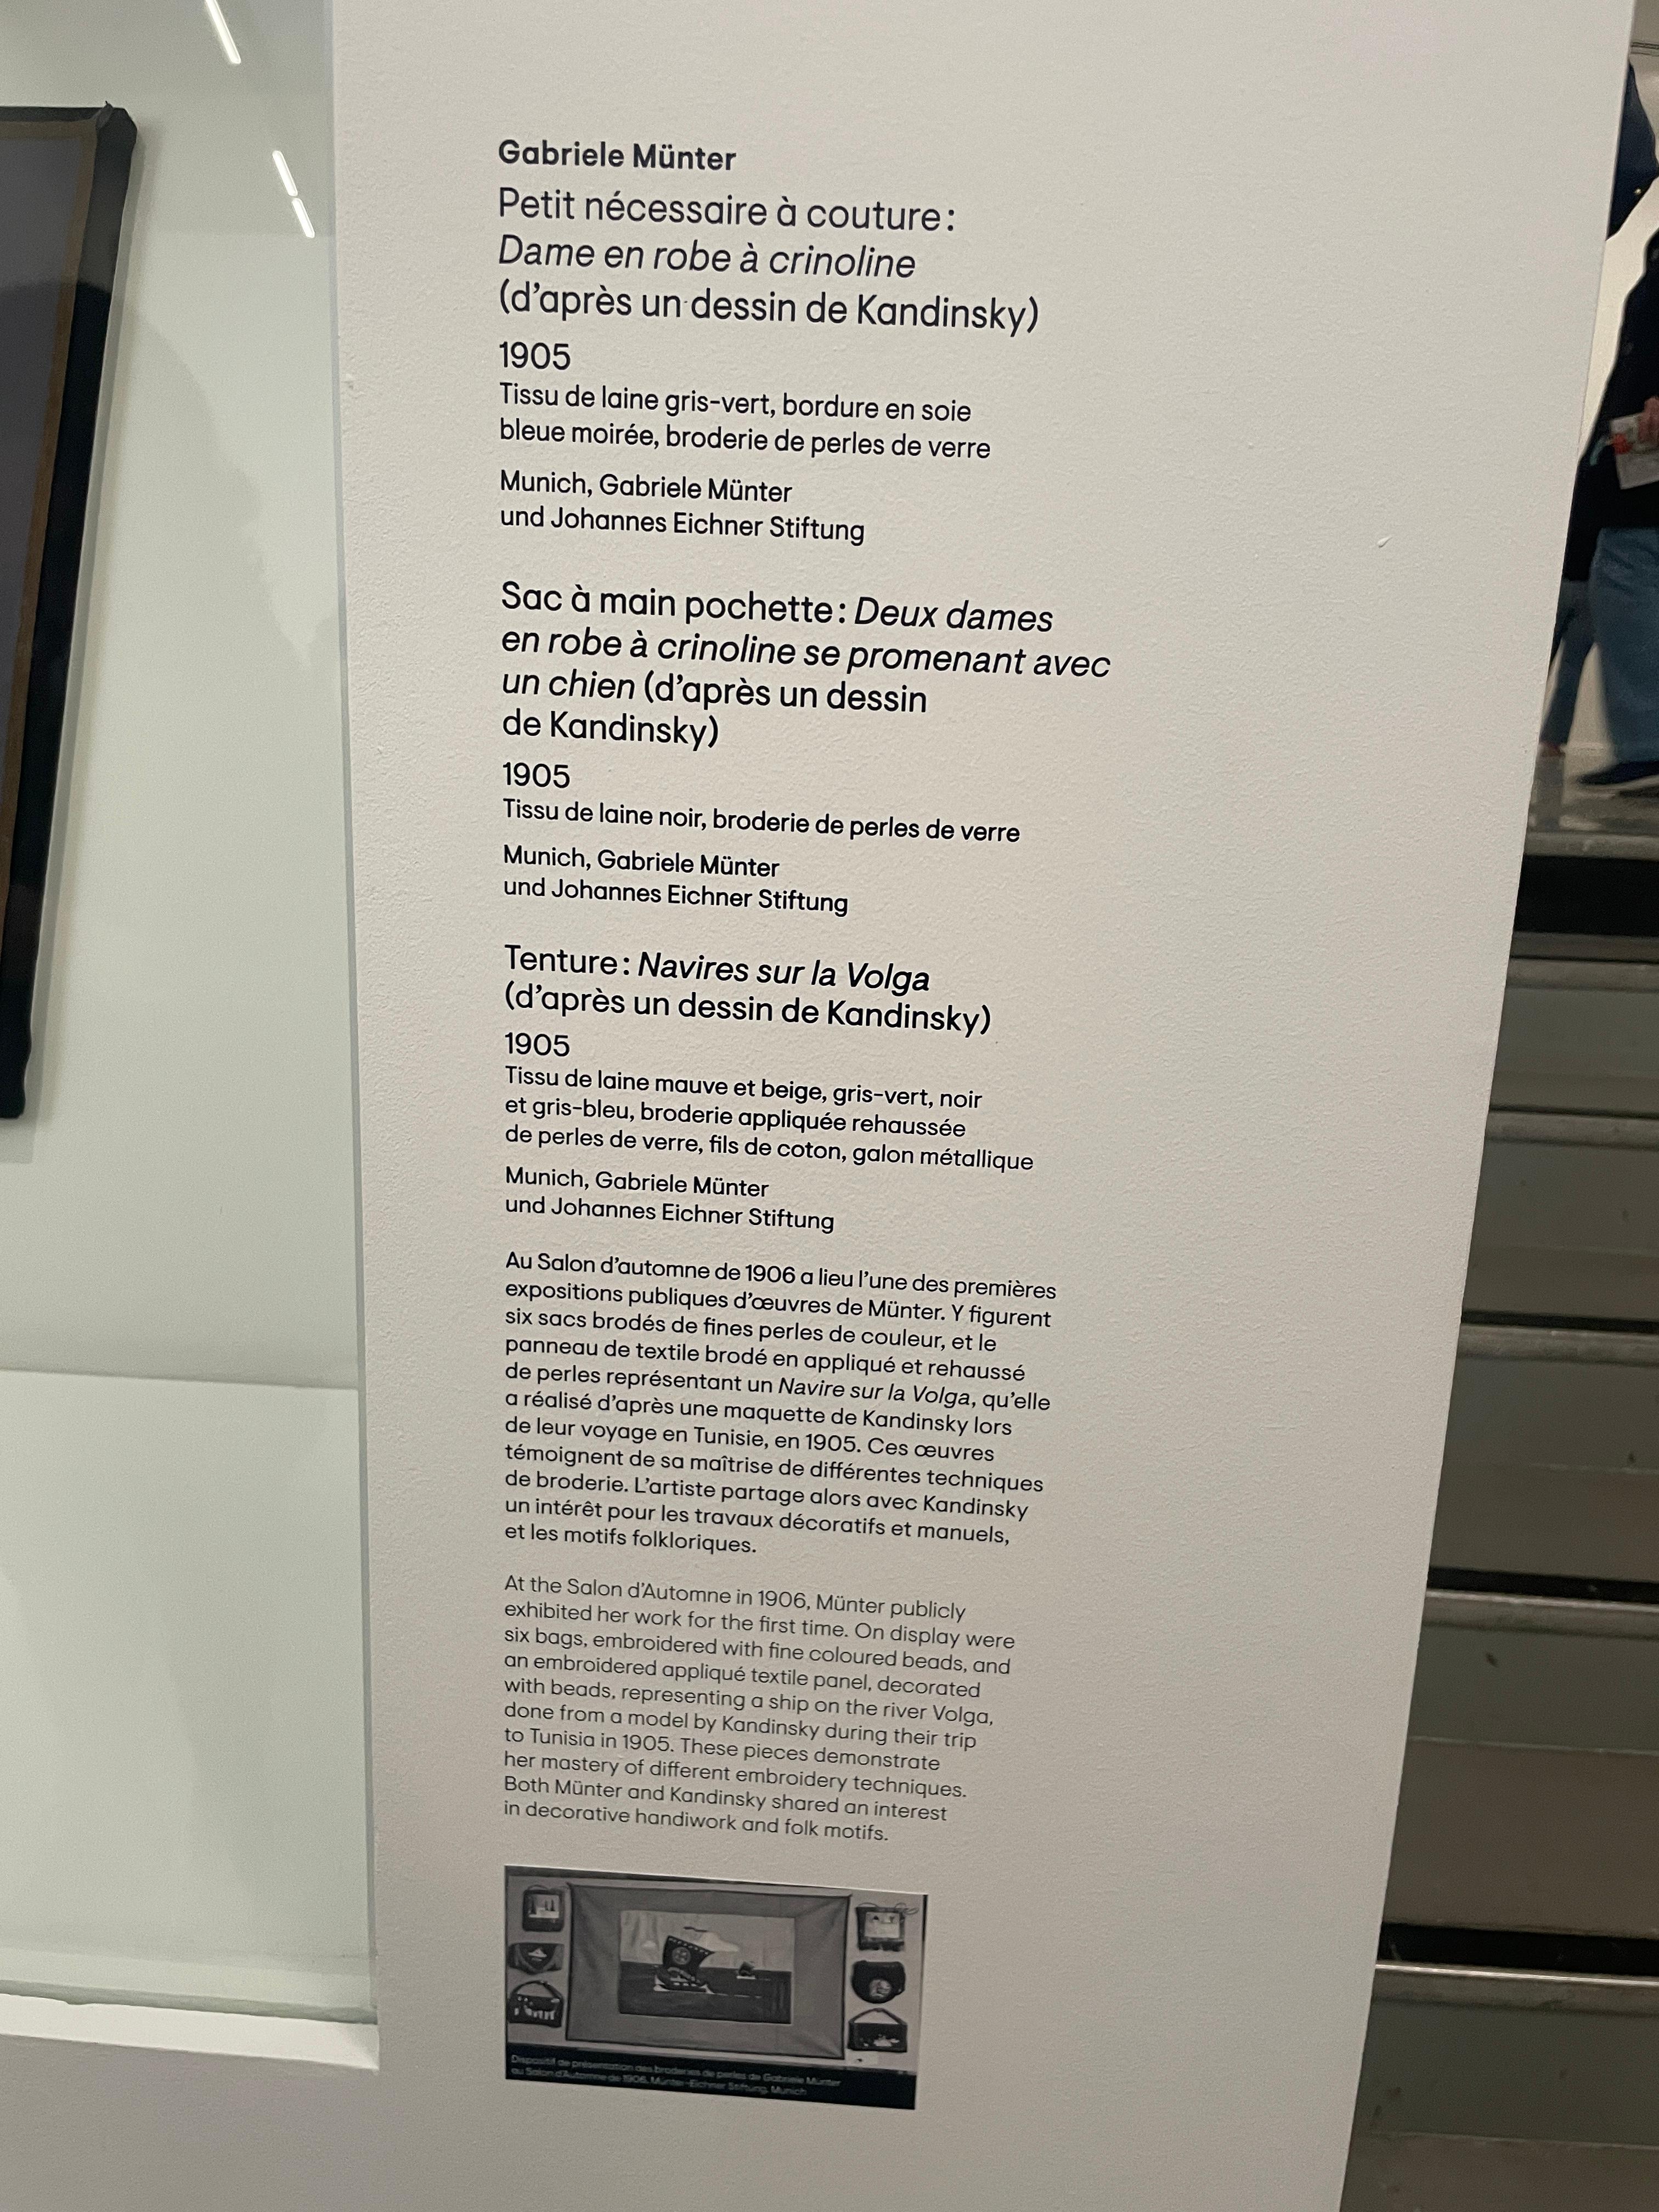 Gabriele Münter
Petit nécessaire à couture :
Dame en robe à crinoline
(d'après un dessin de Kandinsky)
1905
Tissu de laine gris-vert, bordure en soie
bleue moirée, broderie de perles de verre
Munich, Gabriele Münter
und Johannes Eichner Stiftung
Sac à main pochette : Deux dames
en robe à crinoline se promenant avec
un chien (d'après un dessin
de Kandinsky)
1905
Tissu de laine noir, broderie de perles de verre
Munich, Gabriele Münter
und Johannes Eichner Stiftung
Tenture : Navires sur la Volga
(d'après un dessin de Kandinsky)
1905
Tissu de laine mauve et beige, gris-vert, noir
et gris-bleu, broderie appliquée rehaussée
de perles de verre, fils de coton, galon métallique
Munich, Gabriele Münter
und Johannes Eichner Stiftung
Au Salon d'automne de 1906 a lieu l'une des premières
expositions publiques d'œuvres de Münter. Y figurent
six sacs brodés de fines perles de couleur, et le
panneau de textile brodé en appliqué et rehaussé
de perles représentant un Navire sur la Volga, qu'elle
a réalisé d'après une maquette de Kandinsky lors
de leur voyage en Tunisie, en 1905. Ces œuvres
témoignent de sa maîtrise de différentes techniques
de broderie. L'artiste partage alors avec Kandinsky
un intérêt pour les travaux décoratifs et manuels,
et les motifs folkloriques.
At the Salon d'Automne in 1906, Münter publicly
exhibited her work for the first time. On display were
six bags, embroidered with fine coloured beads, and
an embroidered appliqué textile panel, decorated
with beads, representing a ship on the river Volga,
done from a model by Kandinsky during their trip
to Tunisia in 1905. These pieces demonstrate
her mastery of different embroidery techniques.
Both Münter and Kandinsky shared an interest
in decorative handiwork and folk motifs.
Dispositif de présentation des broderies de perles de Gabriele Münter
au Salon d'Automne de 1906, Münter-Eichner Stiftung, Munich